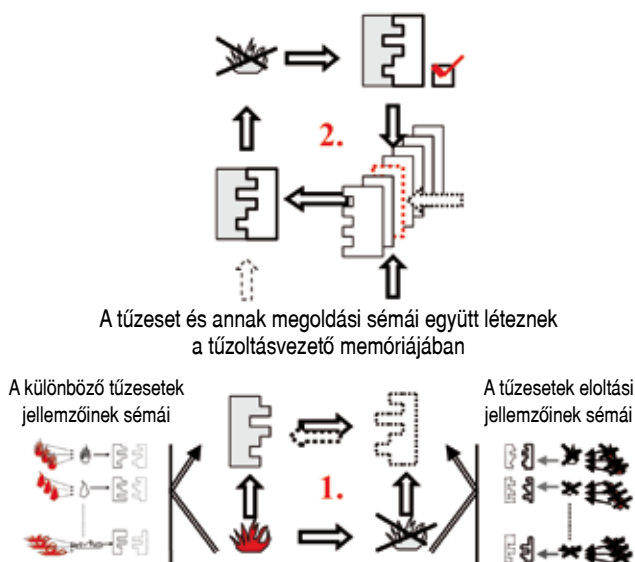 2.
A tűzeset és annak megoldási sémái együtt léteznek
a tűzoltásvezető memóriájában
A különböző tűzesetek
jellemzőinek sémái
A tűzesetek eloltási
jellemzőinek sémái
1.